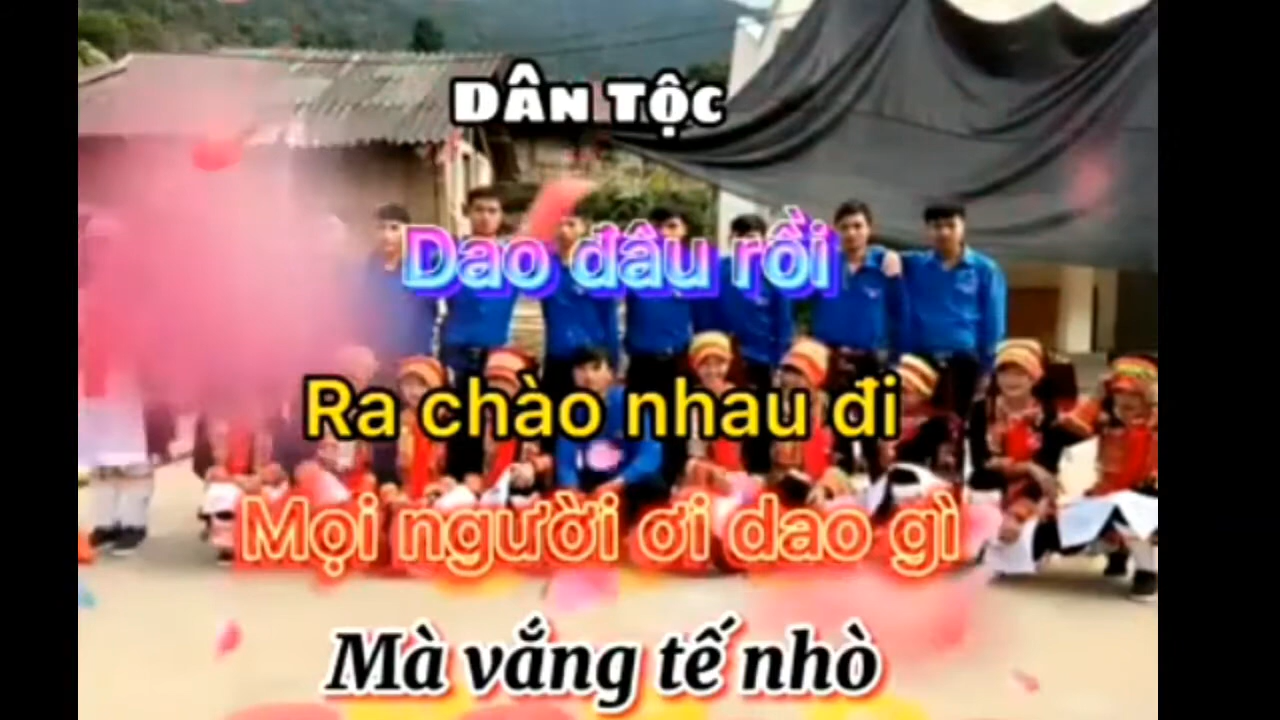 Dân Tộc
Dao đâu rồi
Ra chào nhau đi
Mọi người ơi dao gì
Mà vắng tế nhò